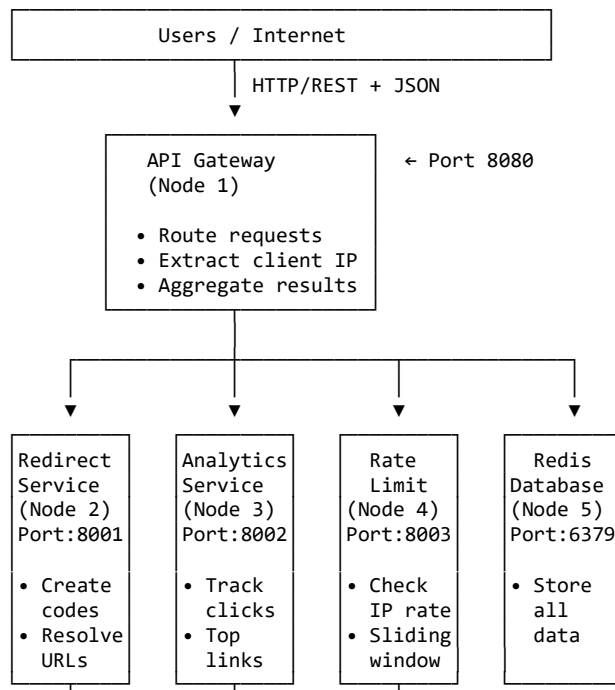 Users / Internet
HTTP/REST + JSON
API Gateway
(Node 1)
← Port 8080
• Route requests
• Extract client IP
• Aggregate results
Redirect
Service
(Node 2)
Port:8001
• Create
codes
• Resolve
URLs
Analytics
Service
(Node 3)
Port:8002
• Track
clicks
• Top
links
Rate
Limit
(Node 4)
Port:8003
• Check
IP rate
• Sliding
window
Redis
Database
(Node 5)
Port:6379
• Store
all
data